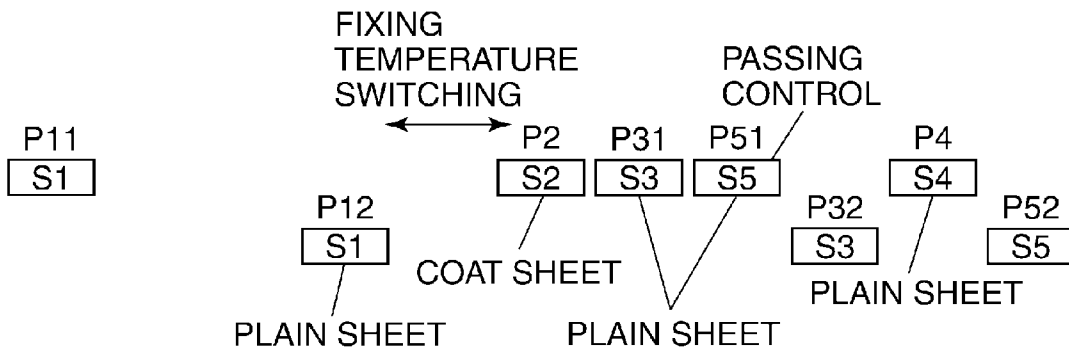 FIXING
TEMPERATURE
SWITCHING
PASSING
CONTROL
P11
P2
P31
P51
P4
S1
S2
S3
S5
S4
P12
P32
P52
S1
S3
S5
COAT SHEET
PLAIN SHEET
PLAIN SHEET
PLAIN SHEET